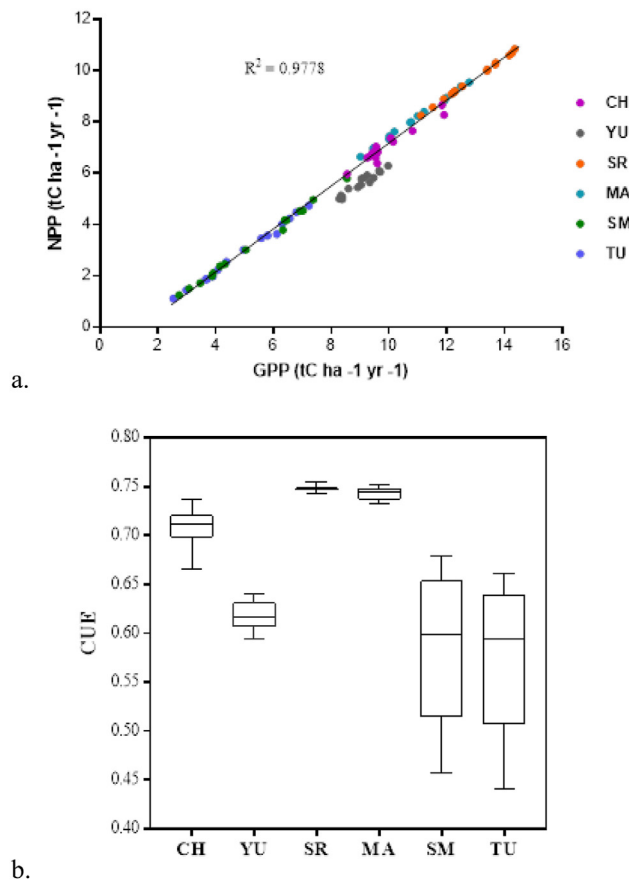 12
10
8
6
4
2
0
NPP (tC ha -1 yr -1)
R² = 0.9778
0 2 4 6 8 10 12 14 16
GPP (tC ha -1 yr -1)
CH
YU
SR
MA
SM
TU
a.
0.80
0.75
0.70
0.65
0.60
0.55
0.50
0.45
0.40
CUE
CH YU SR MA SM TU
b.